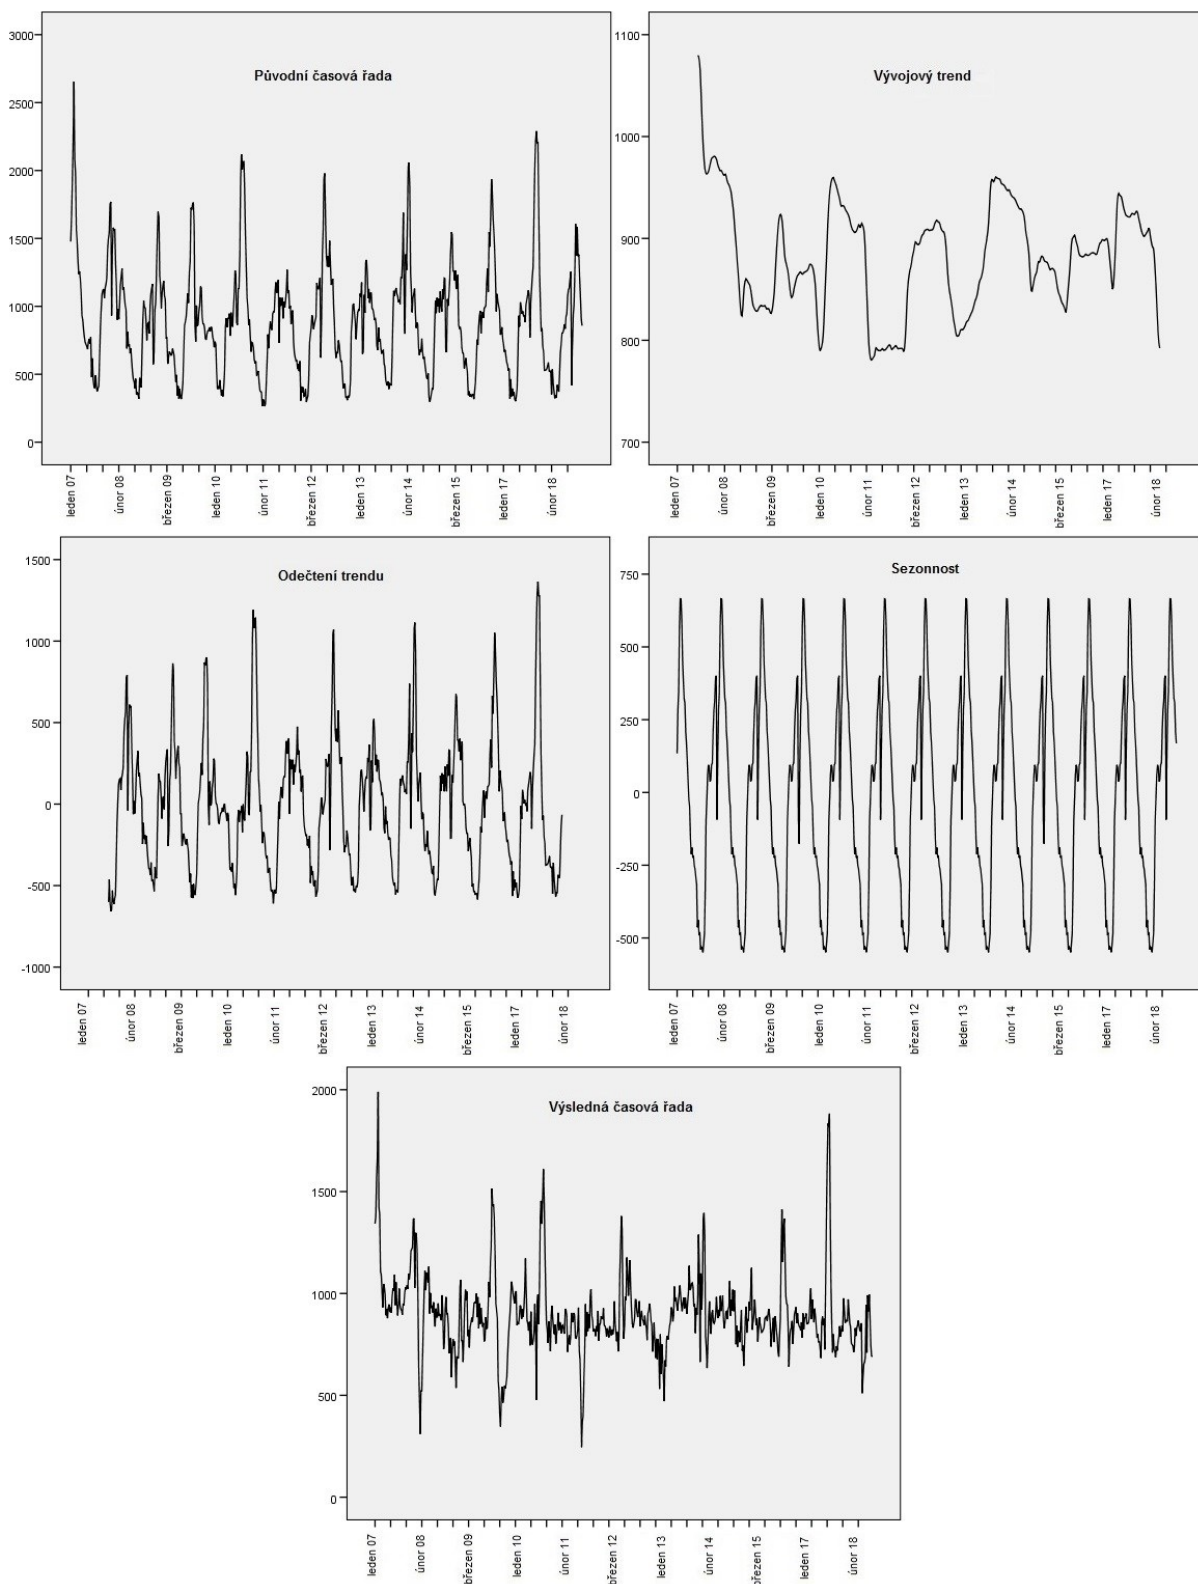 Původní časová řada
3000
2500
2000
1500
1000
500
0
leden 07
únor 08
březen 09
leden 10
únor 11
březen 12
leden 13
únor 14
březen 15
leden 17
únor 18
Vývojový trend
1100
1000
900
800
700
leden 07
únor 08
březen 09
leden 10
únor 11
březen 12
leden 13
únor 14
březen 15
leden 17
únor 18
Odečtení trendu
1500
1000
500
0
-500
-1000
leden 07
únor 08
březen 09
leden 10
únor 11
březen 12
leden 13
únor 14
březen 15
leden 17
únor 18
Sezonnost
750
500
250
0
-250
-500
leden 07
únor 08
březen 09
leden 10
únor 11
březen 12
leden 13
únor 14
březen 15
leden 17
únor 18
Výsledná časová řada
2000
1500
1000
500
0
leden 07
únor 08
březen 09
leden 10
únor 11
březen 12
leden 13
únor 14
březen 15
leden 17
únor 18